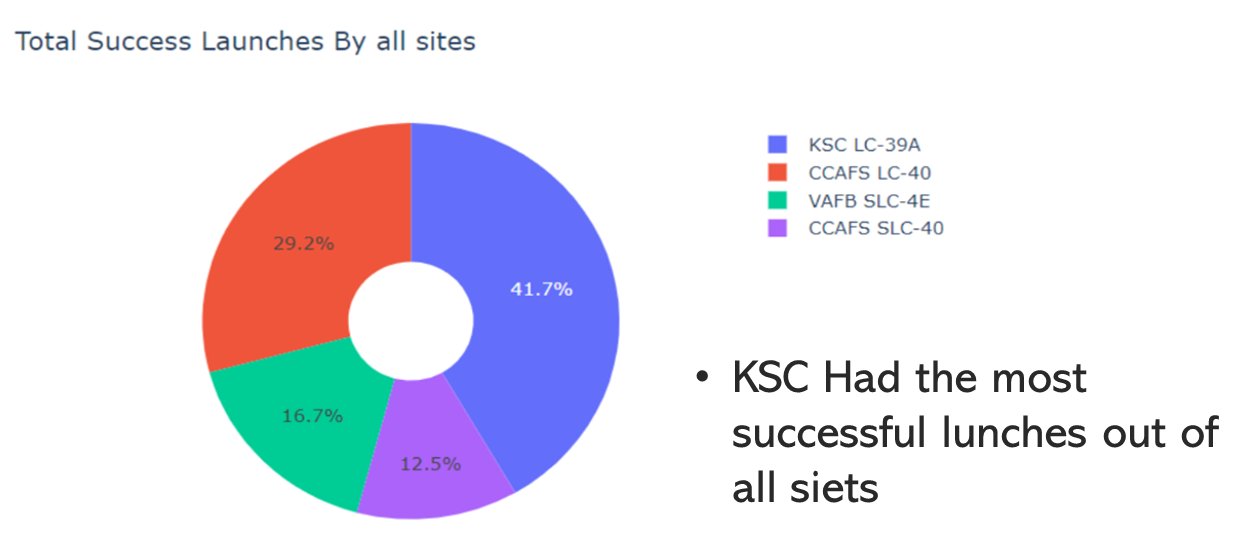 Total Success Launches By all sites
KSC LC-39A
CCAFS LC-40
VAFB SLC-4E
CCAFS SLC-40
29.2%
41.7%
16.7%
12.5%
• KSC Had the most
successful lunches out of
all siets